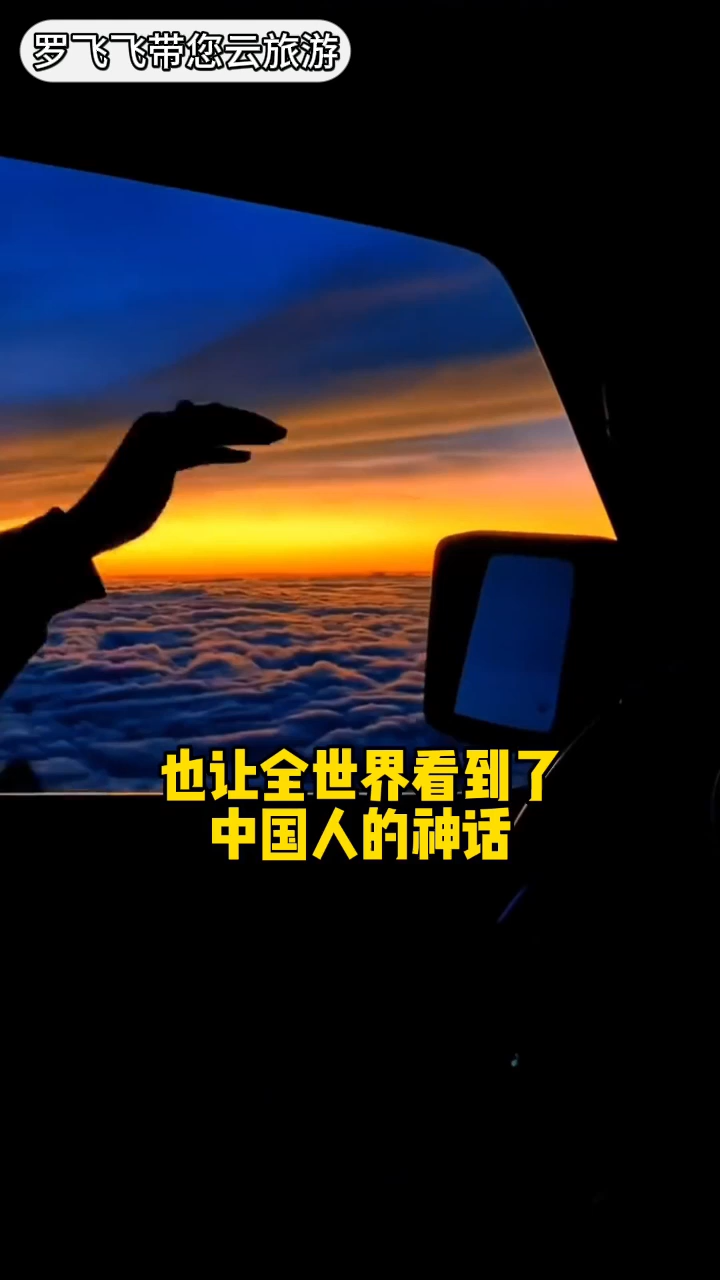 罗飞飞带您云旅游
也让全世界看到了
中国人的神话